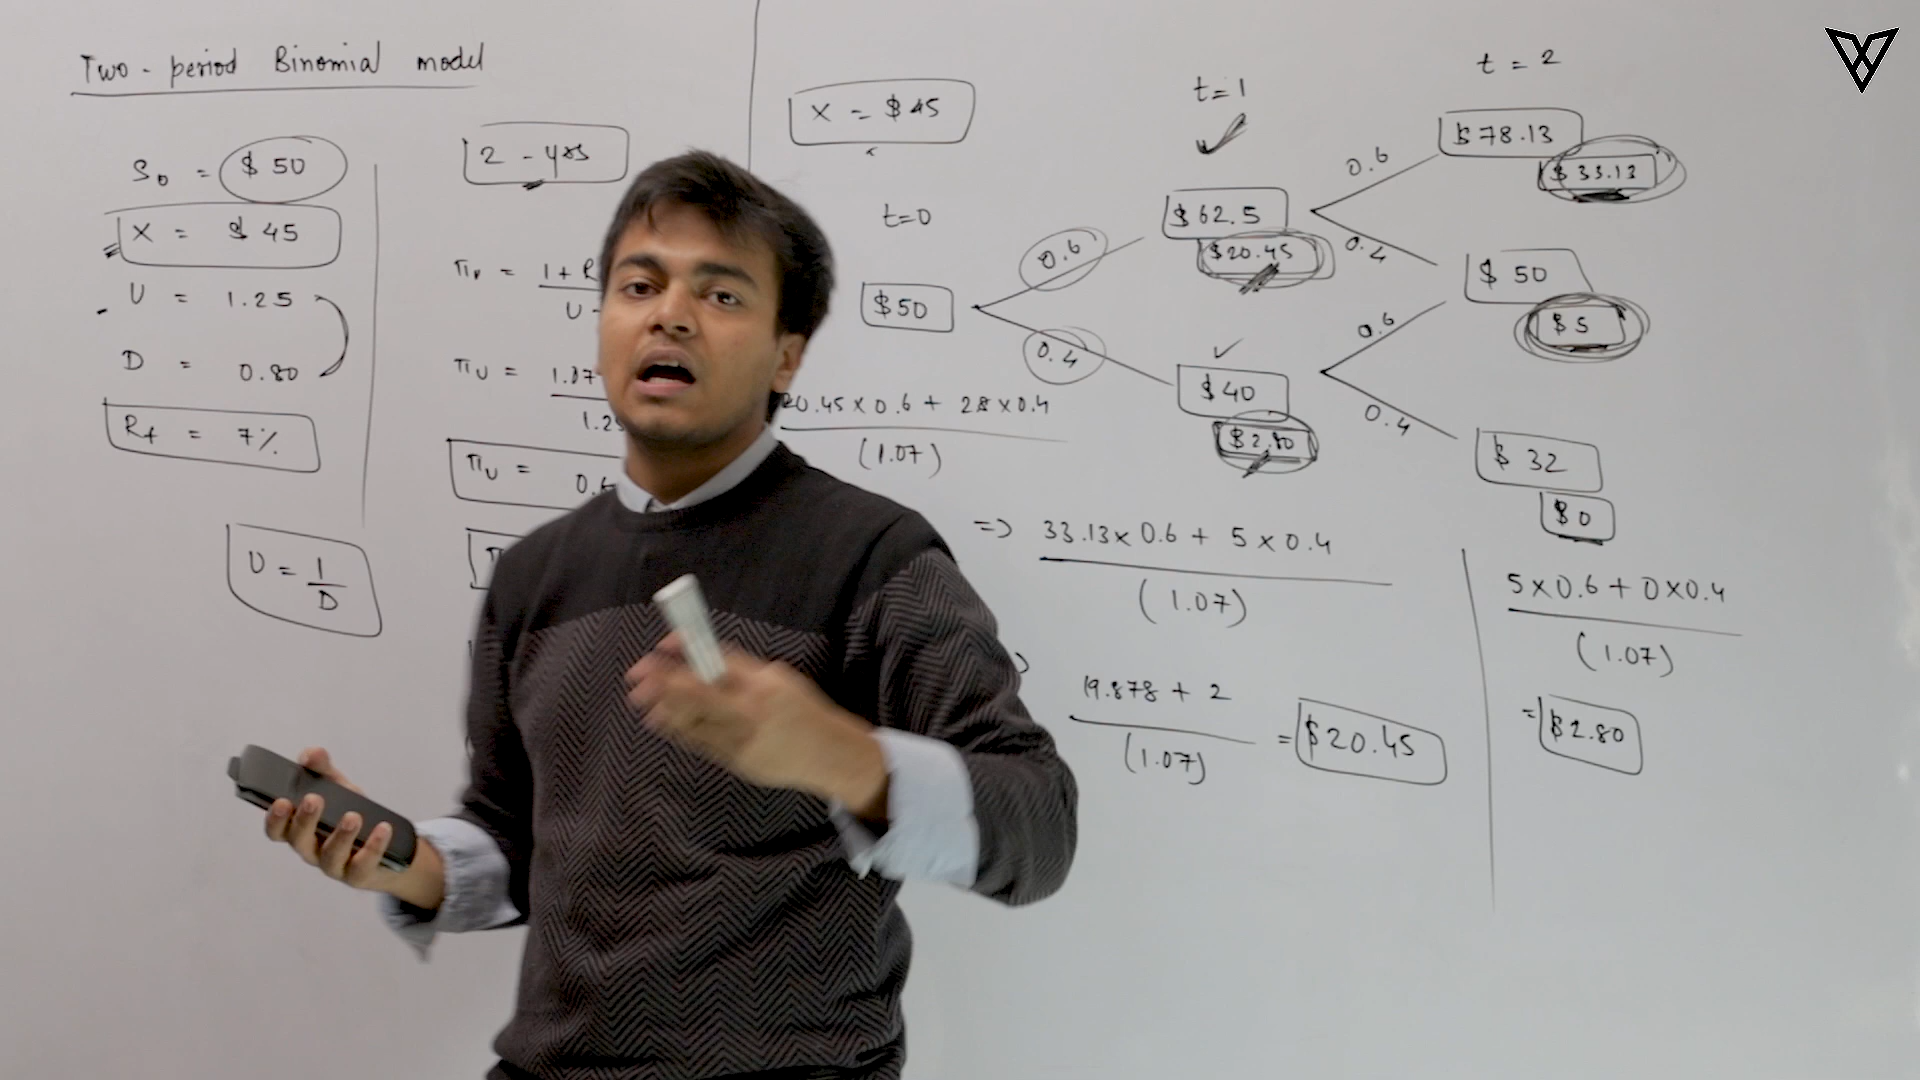 Two - period Binomial model
S0 = $ 50
X = $ 45
U = 1.25
D = 0.80
Rf = 7%
U = 1/D
2 - yrs
πU = 1 + R
U -
πU = 1.07
1.25
πU = 0.6
X = $ 45
t=0
t=1
t = 2
$50
0.6
0.4
$ 62.5
$20.45
$ 40
$2.80
0.6
0.4
0.6
0.4
$ 78.13
$ 33.13
$ 50
$ 5
$ 32
$ 0
20.45 x 0.6 + 2.8 x 0.4
(1.07)
=> 33.13 x 0.6 + 5 x 0.4
(1.07)
19.878 + 2
(1.07)
= $20.45
5 x 0.6 + 0 x 0.4
(1.07)
= $2.80